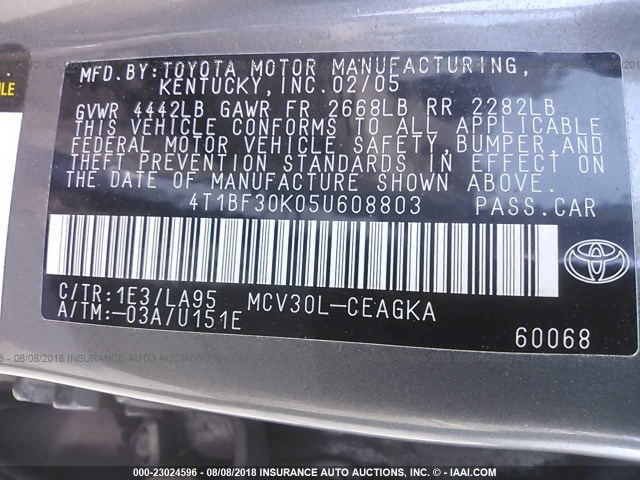 MFD.BY:TOYOTA MOTOR MANUFACTURING,
KENTUCKY, INC. 02/05
GVWR 4442LB GAWR FR 2668LB RR 2282LB
THIS VEHICLE CONFORMS TO ALL APPLICABLE
FEDERAL MOTOR VEHICLE SAFETY, BUMPER, AND
THEFT PREVENTION STANDARDS IN EFFECT ON
THE DATE OF MANUFACTURE SHOWN ABOVE.
4T1BF30K05U608803 PASS.CAR
C/TR:1E3/LA95 MCV30L-CEAGKA
A/TM:-03A/U151E
60068
000-23024596 - 08/08/2018 INSURANCE AUTO AUCTIONS, INC. - © - IAAI.COM